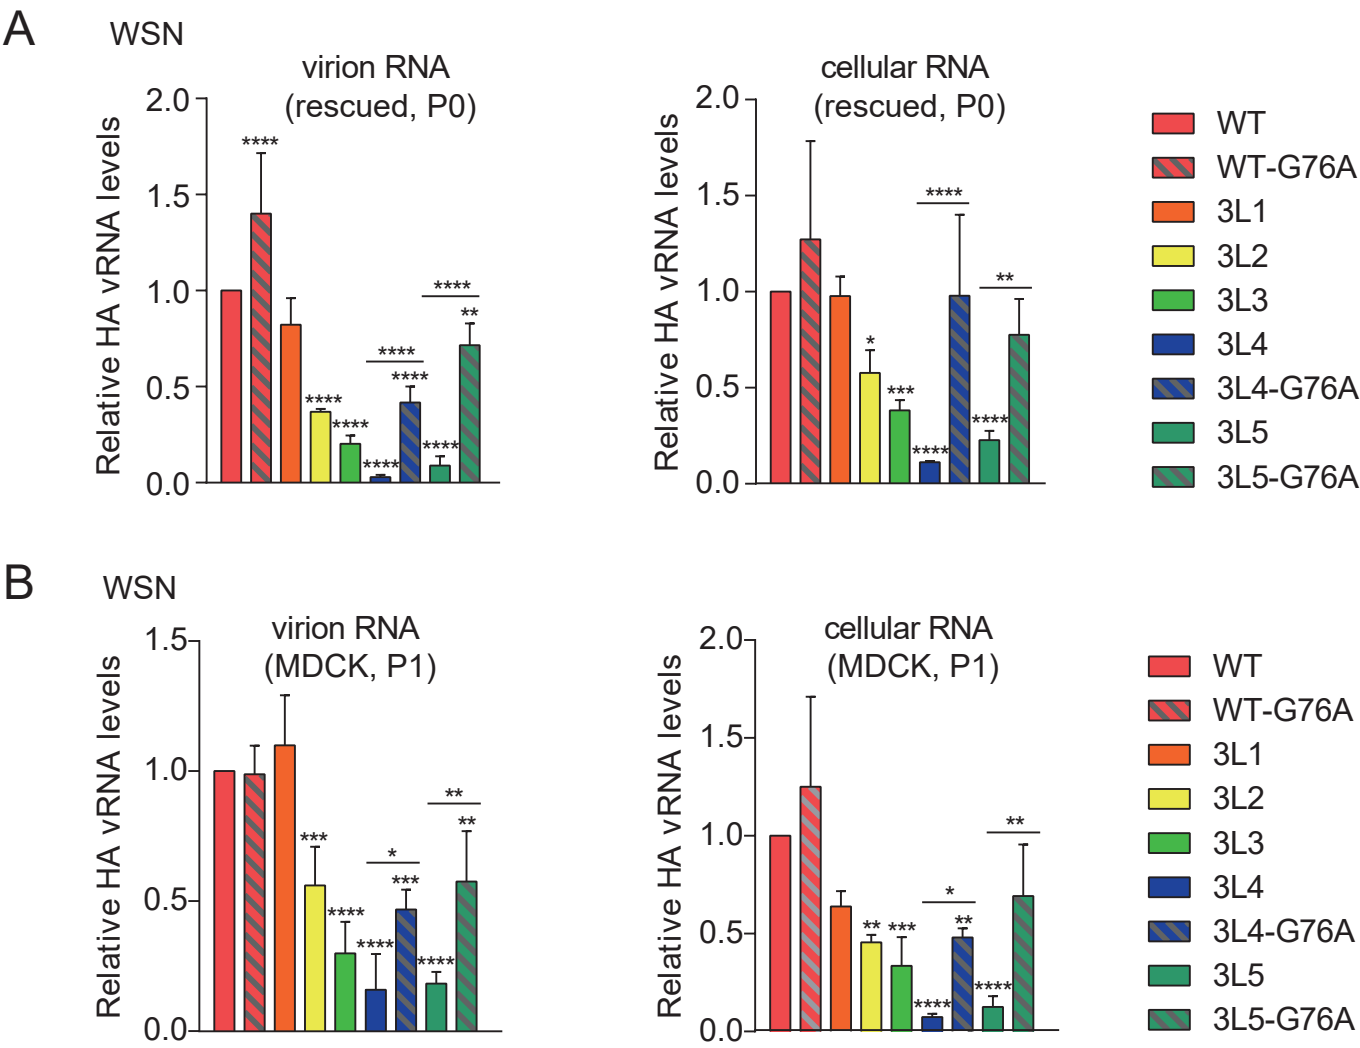 A
WSN
virion RNA
(rescued, P0)
Relative HA vRNA levels
2.0
1.5
1.0
0.5
0.0
****
****
****
****
****
****
****
****
**
cellular RNA
(rescued, P0)
Relative HA vRNA levels
2.0
1.5
1.0
0.5
0.0
*
***
****
****
****
**
WT
WT-G76A
3L1
3L2
3L3
3L4
3L4-G76A
3L5
3L5-G76A
B
WSN
virion RNA
(MDCK, P1)
Relative HA vRNA levels
1.5
1.0
0.5
0.0
***
****
****
*
***
****
**
**
cellular RNA
(MDCK, P1)
Relative HA vRNA levels
2.0
1.5
1.0
0.5
0.0
**
***
****
*
**
****
**
WT
WT-G76A
3L1
3L2
3L3
3L4
3L4-G76A
3L5
3L5-G76A